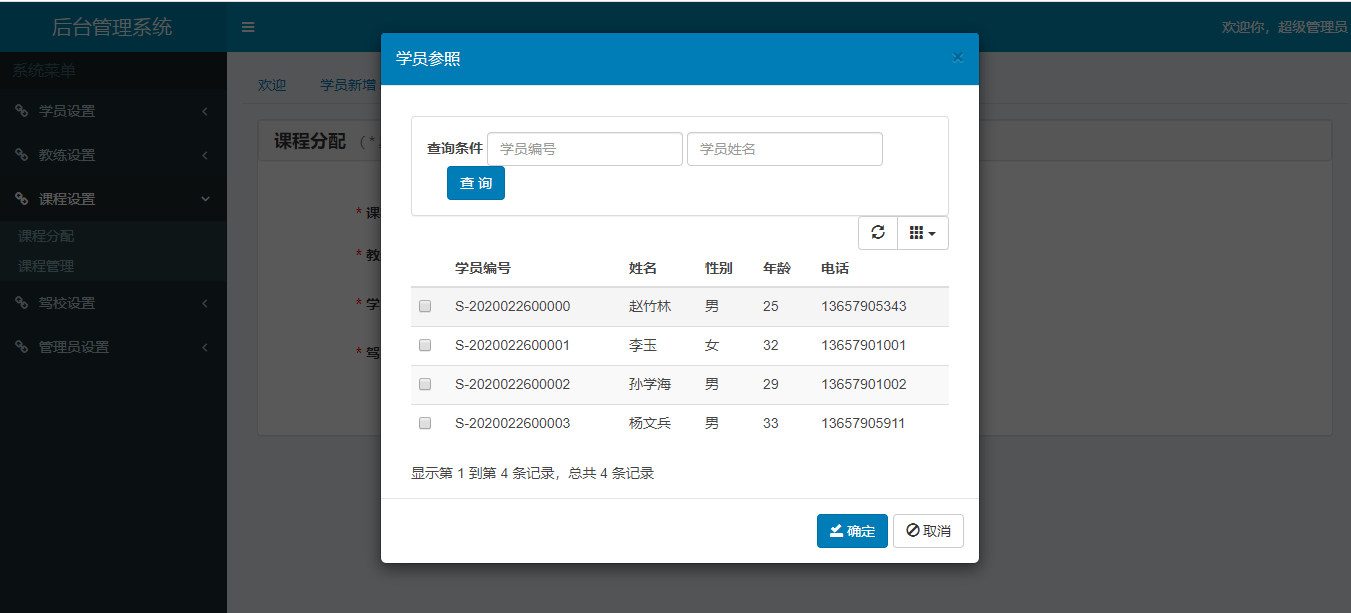 后台管理系统
欢迎你，超级管理员
系统菜单
学员设置
教练设置
课程设置
课程分配
课程管理
驾校设置
管理员设置
欢迎 学员新增
课程分配 ( *
* 课
* 教
* 学
* 驾
学员参照 ×
查询条件 学员编号 学员姓名
查 询
学员编号 姓名 性别 年龄 电话
S-2020022600000 赵竹林 男 25 13657905343
S-2020022600001 李玉 女 32 13657901001
S-2020022600002 孙学海 男 29 13657901002
S-2020022600003 杨文兵 男 33 13657905911
显示第 1 到第 4 条记录，总共 4 条记录
确定 取消